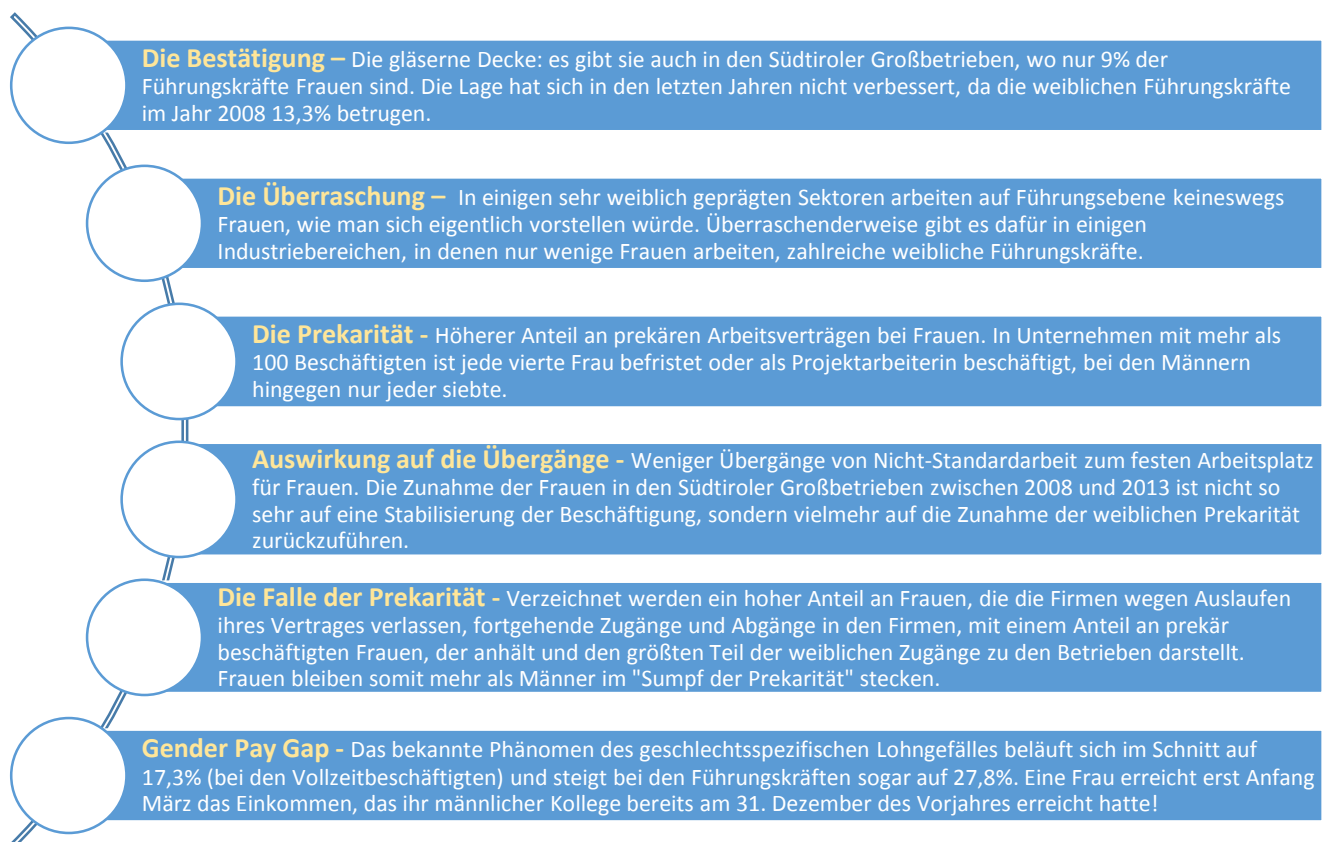 Die Bestätigung – Die gläserne Decke: es gibt sie auch in den Südtiroler Großbetrieben, wo nur 9% der
Führungskräfte Frauen sind. Die Lage hat sich in den letzten Jahren nicht verbessert, da die weiblichen Führungskräfte
im Jahr 2008 13,3% betrugen.
Die Überraschung – In einigen sehr weiblich geprägten Sektoren arbeiten auf Führungsebene keineswegs
Frauen, wie man sich eigentlich vorstellen würde. Überraschenderweise gibt es dafür in einigen
Industriebereichen, in denen nur wenige Frauen arbeiten, zahlreiche weibliche Führungskräfte.
Die Prekarität - Höherer Anteil an prekären Arbeitsverträgen bei Frauen. In Unternehmen mit mehr als
100 Beschäftigten ist jede vierte Frau befristet oder als Projektarbeiterin beschäftigt, bei den Männern
hingegen nur jeder siebte.
Auswirkung auf die Übergänge - Weniger Übergänge von Nicht-Standardarbeit zum festen Arbeitsplatz
für Frauen. Die Zunahme der Frauen in den Südtiroler Großbetrieben zwischen 2008 und 2013 ist nicht so
sehr auf eine Stabilisierung der Beschäftigung, sondern vielmehr auf die Zunahme der weiblichen Prekarität
zurückzuführen.
Die Falle der Prekarität - Verzeichnet werden ein hoher Anteil an Frauen, die die Firmen wegen Auslaufen
ihres Vertrages verlassen, fortgehende Zugänge und Abgänge in den Firmen, mit einem Anteil an prekär
beschäftigten Frauen, der anhält und den größten Teil der weiblichen Zugänge zu den Betrieben darstellt.
Frauen bleiben somit mehr als Männer im "Sumpf der Prekarität" stecken.
Gender Pay Gap - Das bekannte Phänomen des geschlechtsspezifischen Lohngefälles beläuft sich im Schnitt auf
17,3% (bei den Vollzeitbeschäftigten) und steigt bei den Führungskräften sogar auf 27,8%. Eine Frau erreicht erst Anfang
März das Einkommen, das ihr männlicher Kollege bereits am 31. Dezember des Vorjahres erreicht hatte!